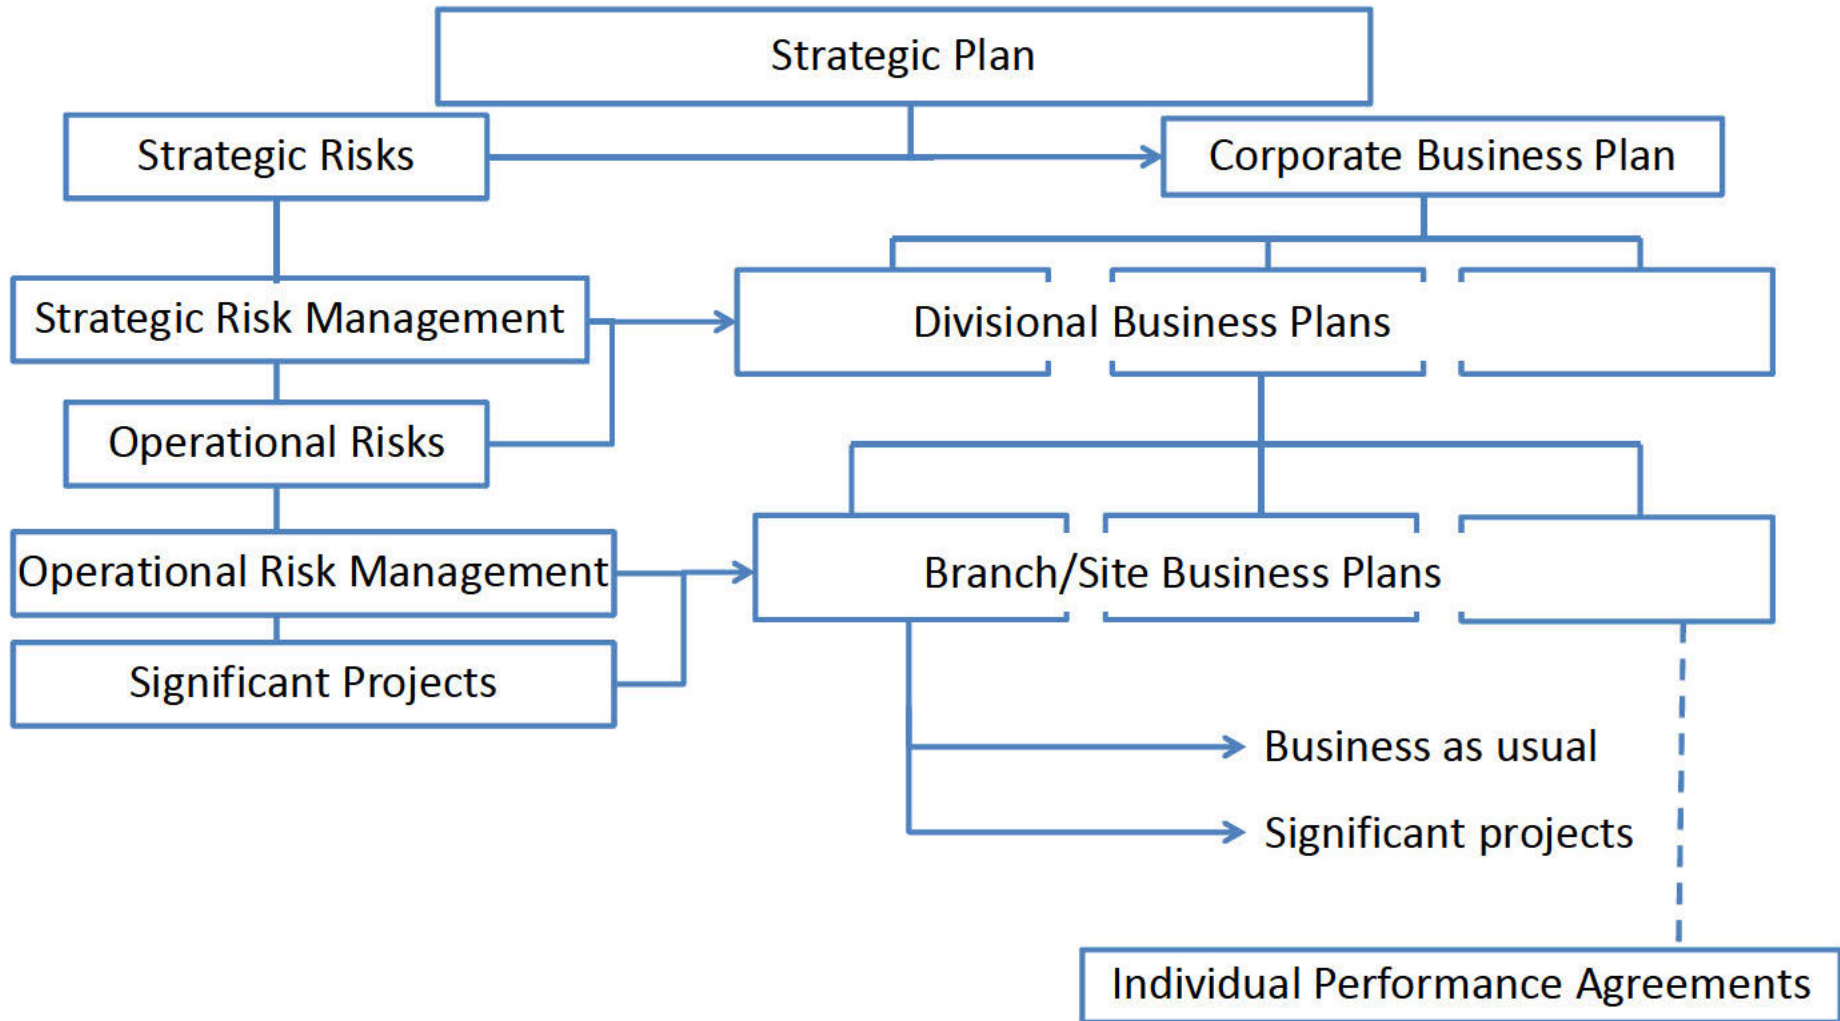 Strategic Plan
Strategic Risks
Corporate Business Plan
Strategic Risk Management
Divisional Business Plans
Operational Risks
Operational Risk Management
Branch/Site Business Plans
Significant Projects
Business as usual
Significant projects
Individual Performance Agreements